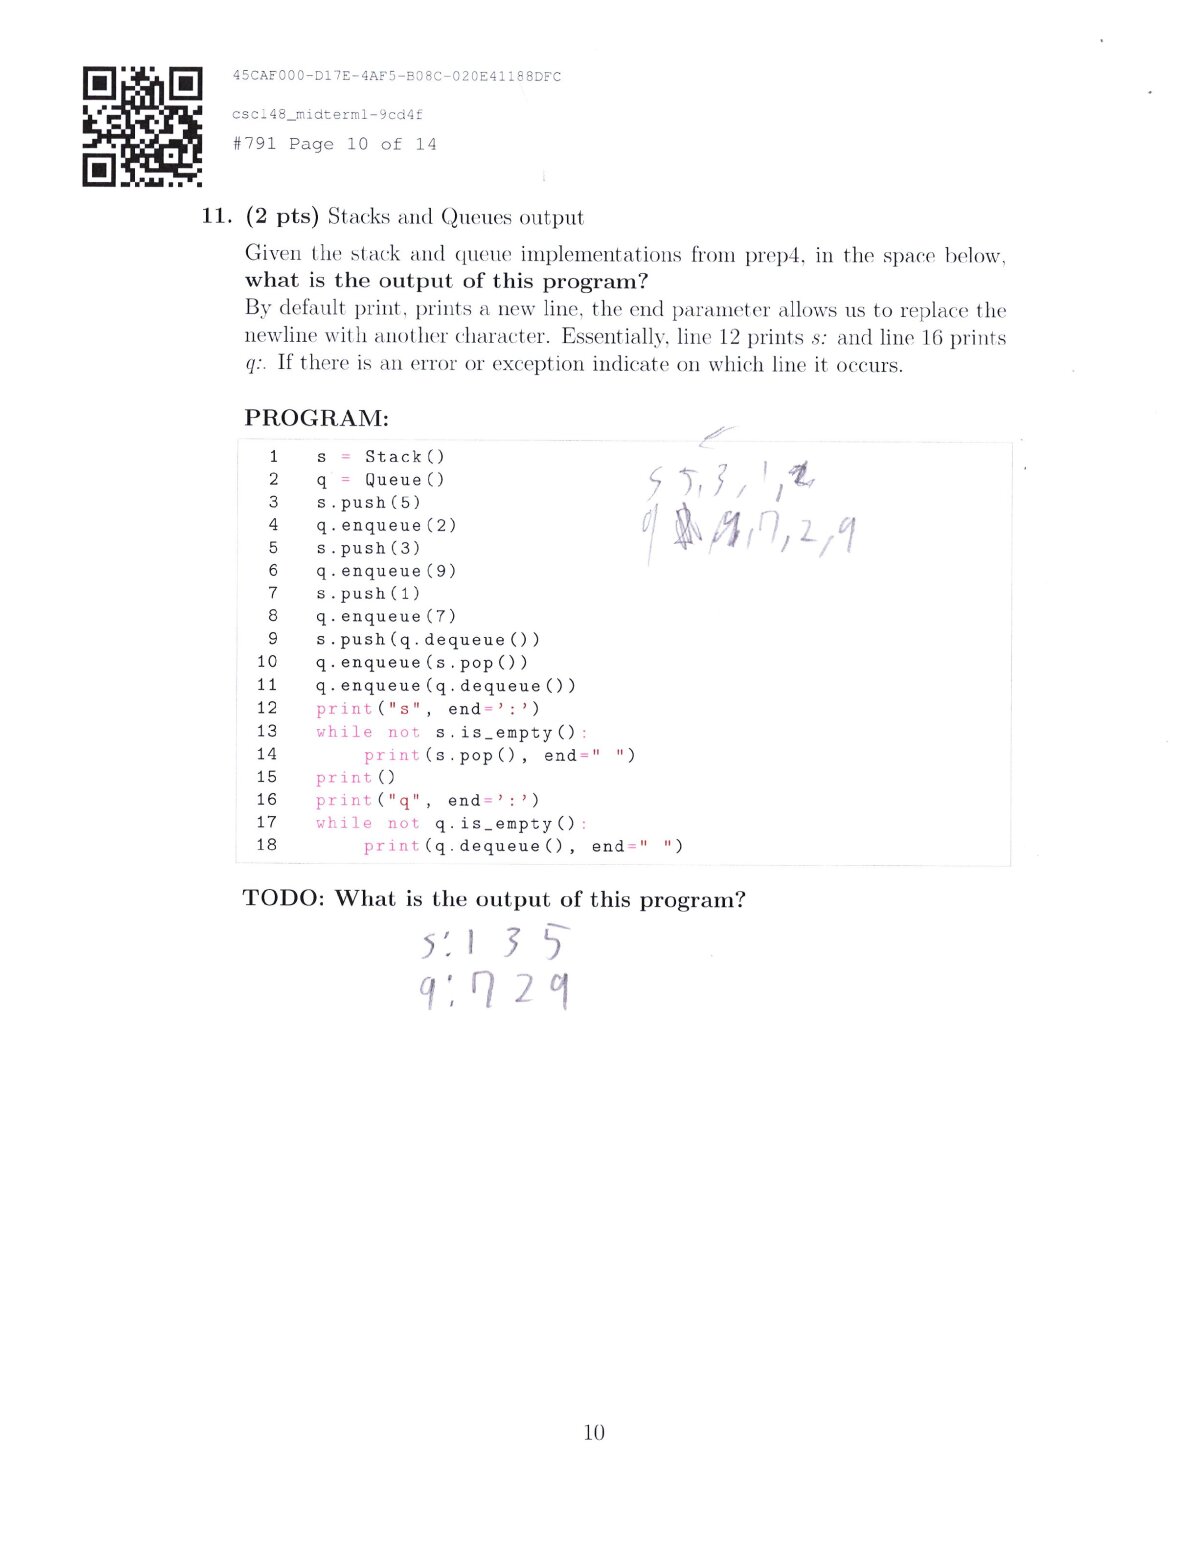 45CAF000-D17E-4AF5-B08C-020E41188DFC
csc148_midterm1-9cd4f
#791 Page 10 of 14
11. (2 pts) Stacks and Queues output
Given the stack and queue implementations from prep4, in the space below,
what is the output of this program?
By default print, prints a new line, the end parameter allows us to replace the
newline with another character. Essentially, line 12 prints s: and line 16 prints
q:. If there is an error or exception indicate on which line it occurs.
PROGRAM:
1 s = Stack()
2 q = Queue()
3 s.push(5)
4 q.enqueue(2)
5 s.push(3)
6 q.enqueue(9)
7 s.push(1)
8 q.enqueue(7)
9 s.push(q.dequeue())
10 q.enqueue(s.pop())
11 q.enqueue(q.dequeue())
12 print("s", end=':')
13 while not s.is_empty():
14 print(s.pop(), end=" ")
15 print()
16 print("q", end=':')
17 while not q.is_empty():
18 print(q.dequeue(), end=" ")
s 5, 3, 1, 2
q 9, 7, 2, 9
TODO: What is the output of this program?
s: 1 3 5
q: 7 2 9
10